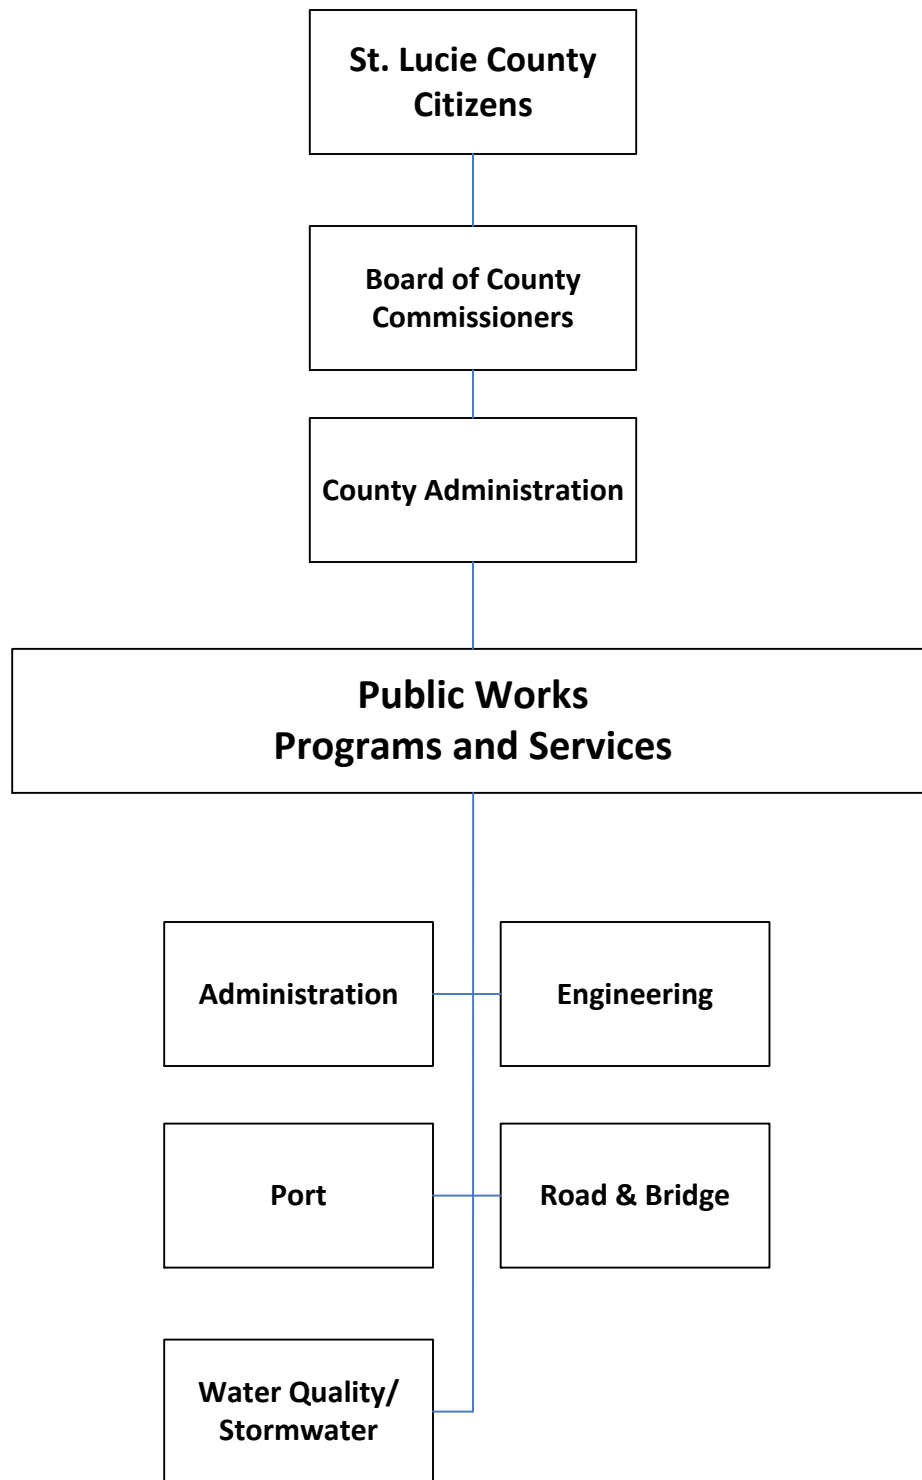 St. Lucie County
Citizens
Board of County
Commissioners
County Administration
Public Works
Programs and Services
Administration
Engineering
Port
Road & Bridge
Water Quality/
Stormwater